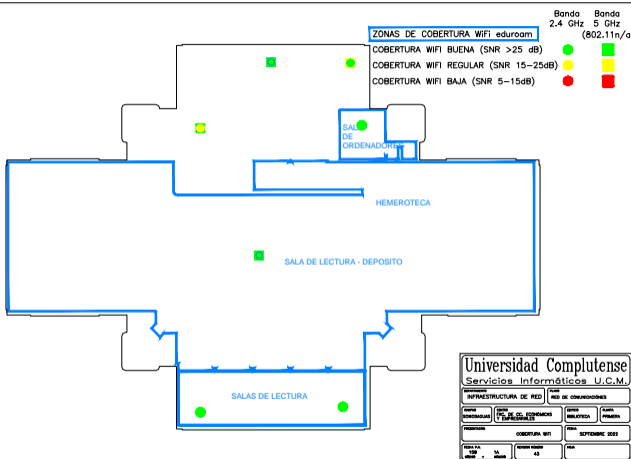 Banda 2.4 GHz
Banda 5 GHz (802.11n/a
ZONAS DE COBERTURA WiFi eduroam
COBERTURA WIFI BUENA (SNR >25 dB)
COBERTURA WIFI REGULAR (SNR 15-25dB)
COBERTURA WIFI BAJA (SNR 5-15dB)
SALA
DE
ORDENADORES
HEMEROTECA
SALA DE LECTURA - DEPOSITO
SALAS DE LECTURA
Universidad Complutense
Servicios Informáticos U.C.M.
INFRAESTRUCTURA DE RED
RED DE COMUNICACIONES
SOMOSAGUAS
FAC. DE CC. ECONÓMICAS
Y EMPRESARIALES
BIBLIOTECA
PRIMERA
COBERTURA WIFI
SEPTIEMBRE 2022
159
1A
43